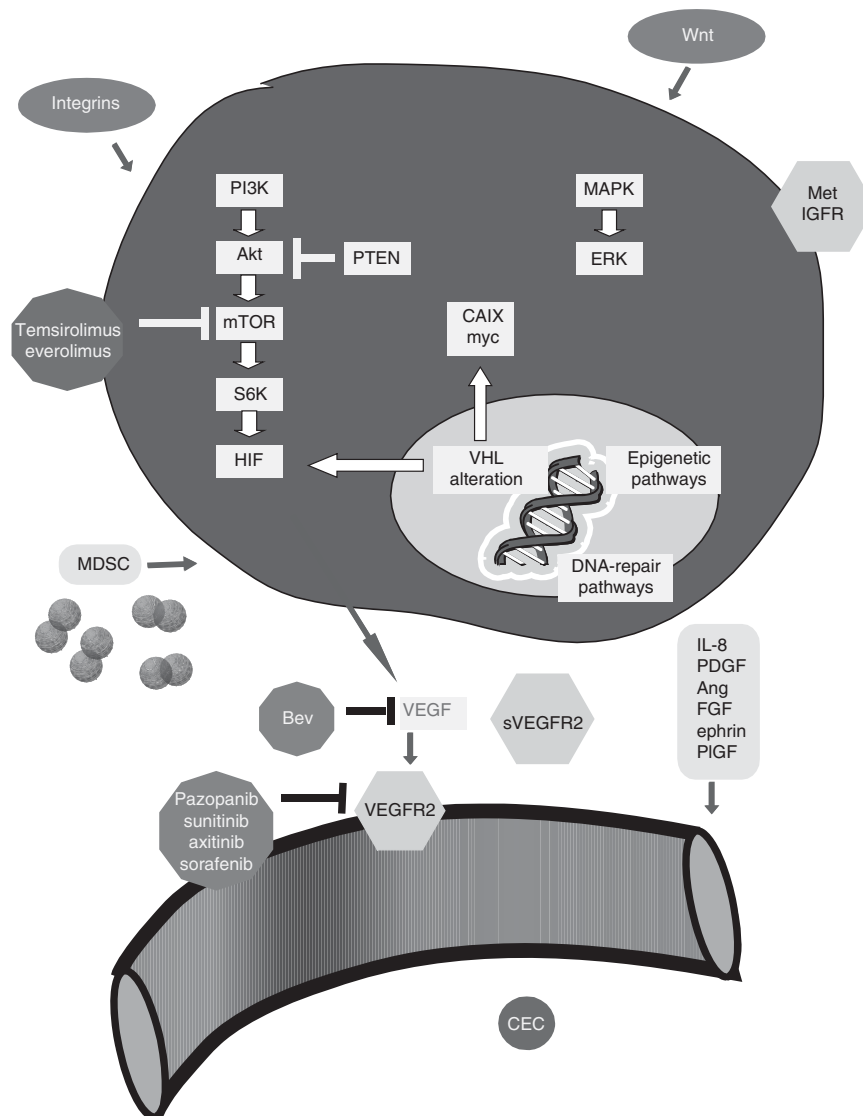 Wnt
Integrins
PI3K
MAPK
Met
IGFR
Akt
PTEN
ERK
Temsirolimus
everolimus
mTOR
CAIX
myc
S6K
HIF
VHL
alteration
Epigenetic
pathways
DNA-repair
pathways
MDSC
IL-8
PDGF
Ang
FGF
ephrin
PlGF
Bev
VEGF
sVEGFR2
Pazopanib
sunitinib
axitinib
sorafenib
VEGFR2
CEC